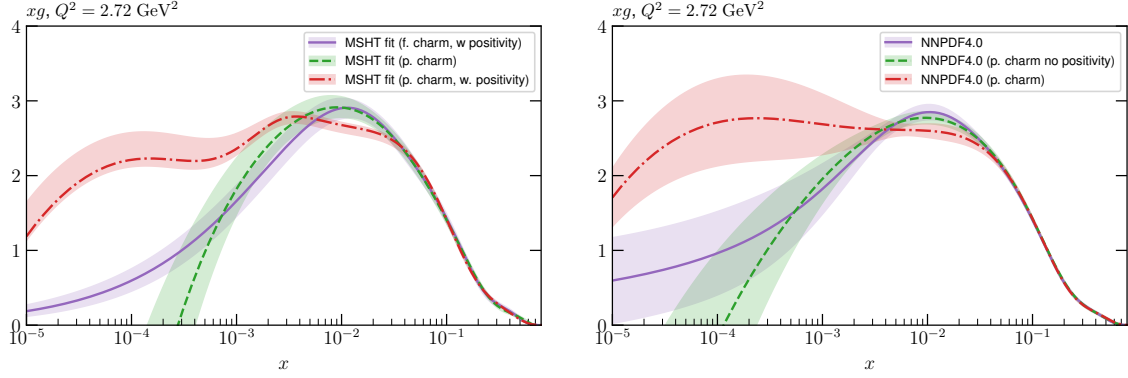 xg, Q² = 2.72 GeV²
MSHT fit (f. charm, w positivity)
MSHT fit (p. charm)
MSHT fit (p. charm, w. positivity)
4
3
2
1
0
10⁻⁵
10⁻⁴
10⁻³
10⁻²
10⁻¹
x
xg, Q² = 2.72 GeV²
NNPDF4.0
NNPDF4.0 (p. charm no positivity)
NNPDF4.0 (p. charm)
4
3
2
1
0
10⁻⁵
10⁻⁴
10⁻³
10⁻²
10⁻¹
x